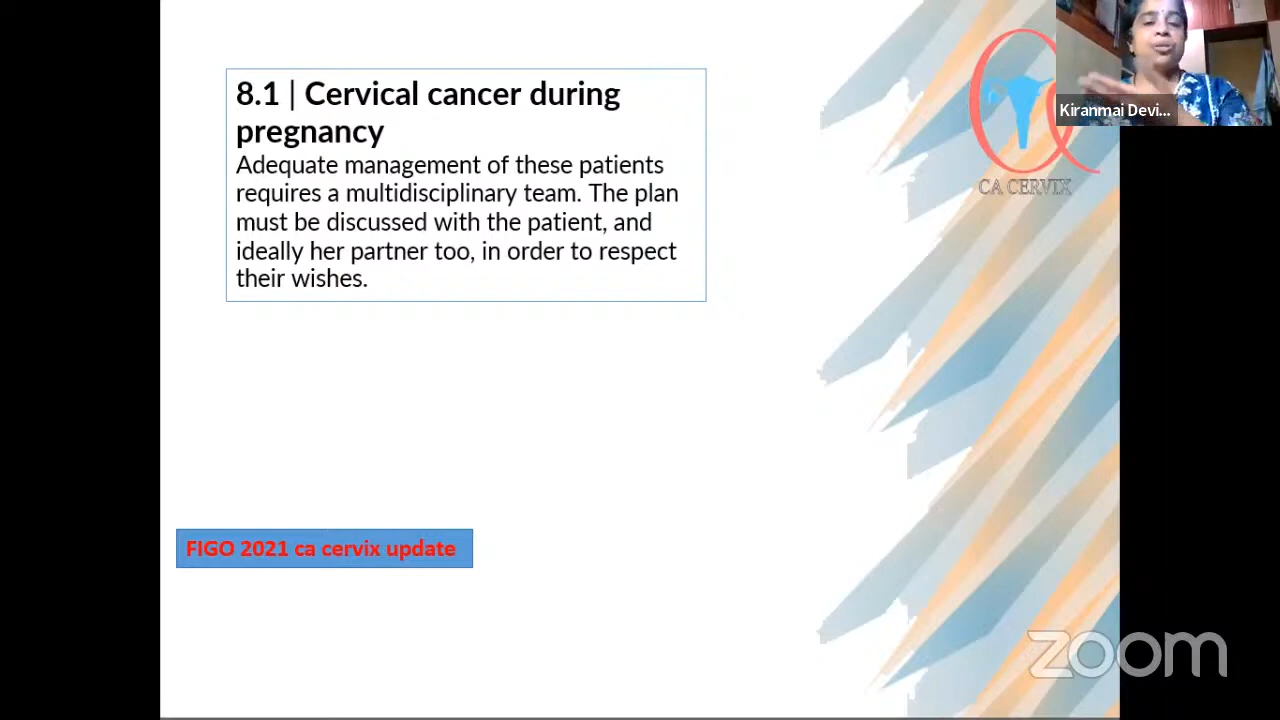 8.1 | Cervical cancer during
pregnancy
Adequate management of these patients
requires a multidisciplinary team. The plan
must be discussed with the patient, and
ideally her partner too, in order to respect
their wishes.
CA CERVIX
Kiranmai Devi...
FIGO 2021 ca cervix update
zoom